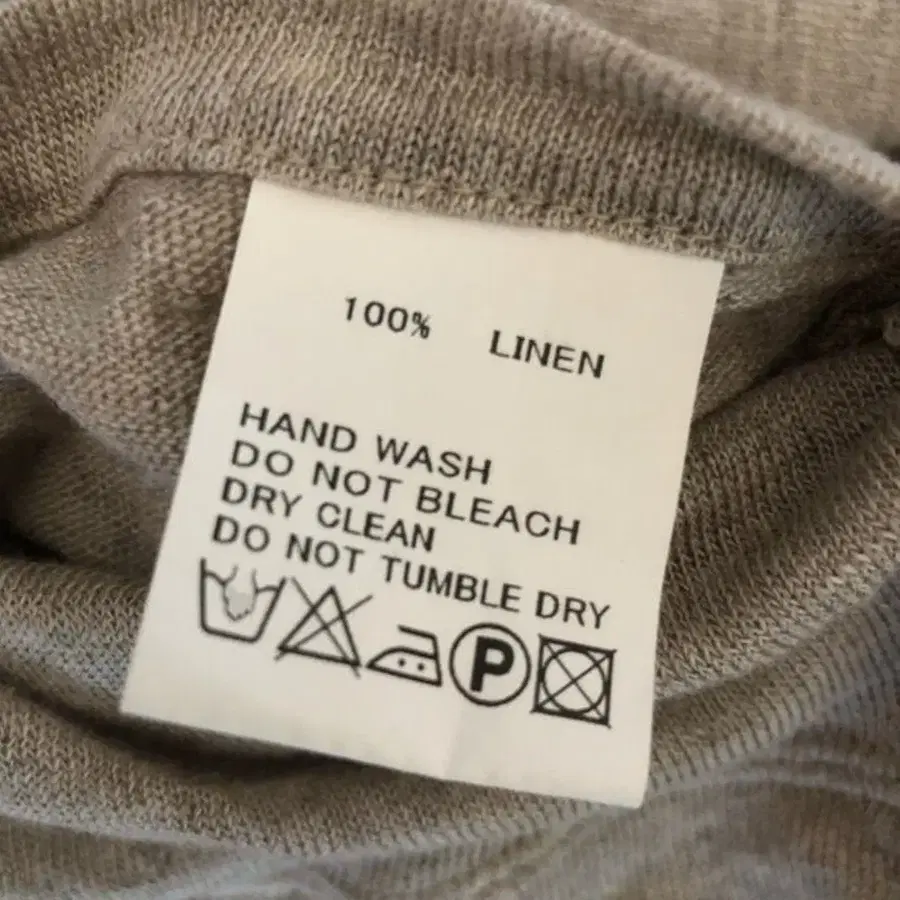 100% LINEN
HAND WASH
DO NOT BLEACH
DRY CLEAN
DO NOT TUMBLE DRY
P